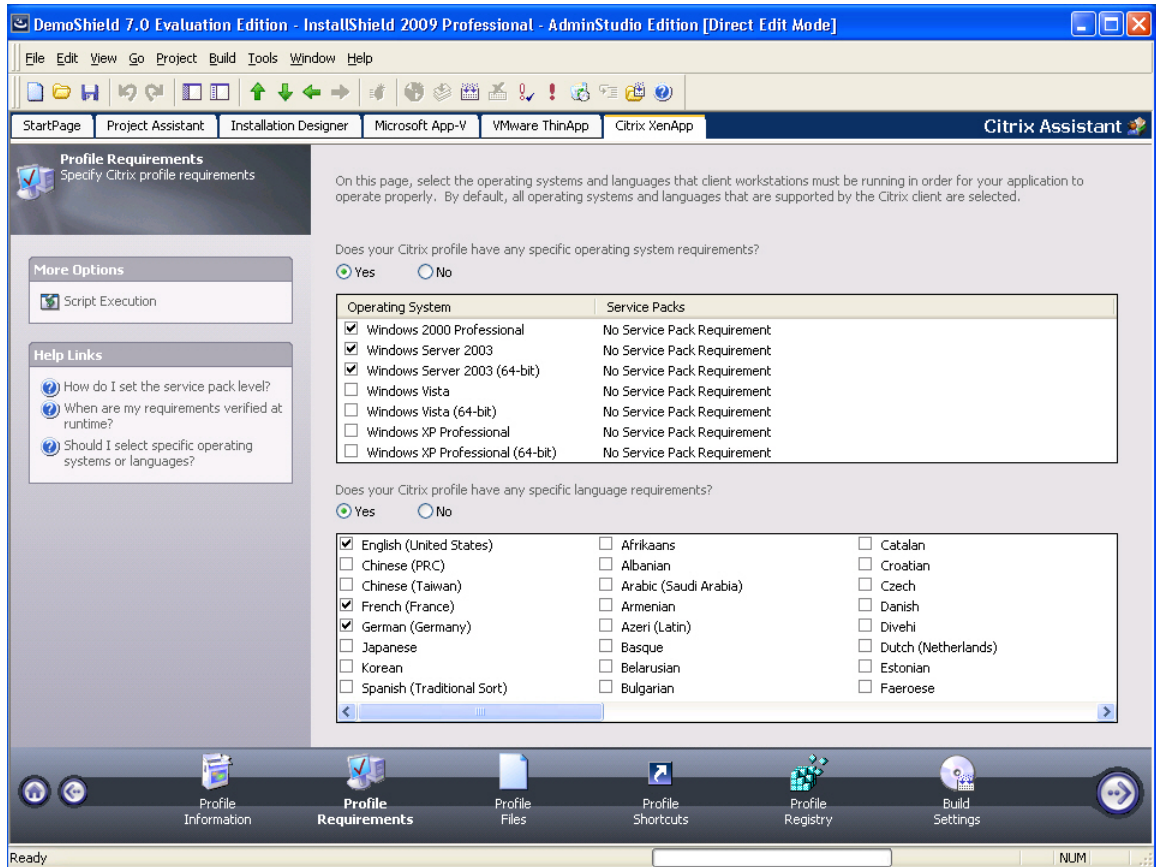 DemoShield 7.0 Evaluation Edition - InstallShield 2009 Professional - AdminStudio Edition [Direct Edit Mode]
File Edit View Go Project Build Tools Window Help
StartPage Project Assistant Installation Designer Microsoft App-V VMware ThinApp Citrix XenApp Citrix Assistant
Profile Requirements
Specify Citrix profile requirements
More Options
Script Execution
Help Links
How do I set the service pack level?
When are my requirements verified at
runtime?
Should I select specific operating
systems or languages?
On this page, select the operating systems and languages that client workstations must be running in order for your application to
operate properly. By default, all operating systems and languages that are supported by the Citrix client are selected.
Does your Citrix profile have any specific operating system requirements?
Yes No
Operating System Service Packs
Windows 2000 Professional No Service Pack Requirement
Windows Server 2003 No Service Pack Requirement
Windows Server 2003 (64-bit) No Service Pack Requirement
Windows Vista No Service Pack Requirement
Windows Vista (64-bit) No Service Pack Requirement
Windows XP Professional No Service Pack Requirement
Windows XP Professional (64-bit) No Service Pack Requirement
Does your Citrix profile have any specific language requirements?
Yes No
English (United States) Afrikaans Catalan
Chinese (PRC) Albanian Croatian
Chinese (Taiwan) Arabic (Saudi Arabia) Czech
French (France) Armenian Danish
German (Germany) Azeri (Latin) Divehi
Japanese Basque Dutch (Netherlands)
Korean Belarusian Estonian
Spanish (Traditional Sort) Bulgarian Faeroese
Profile
Information
Profile
Requirements
Profile
Files
Profile
Shortcuts
Profile
Registry
Build
Settings
Ready NUM